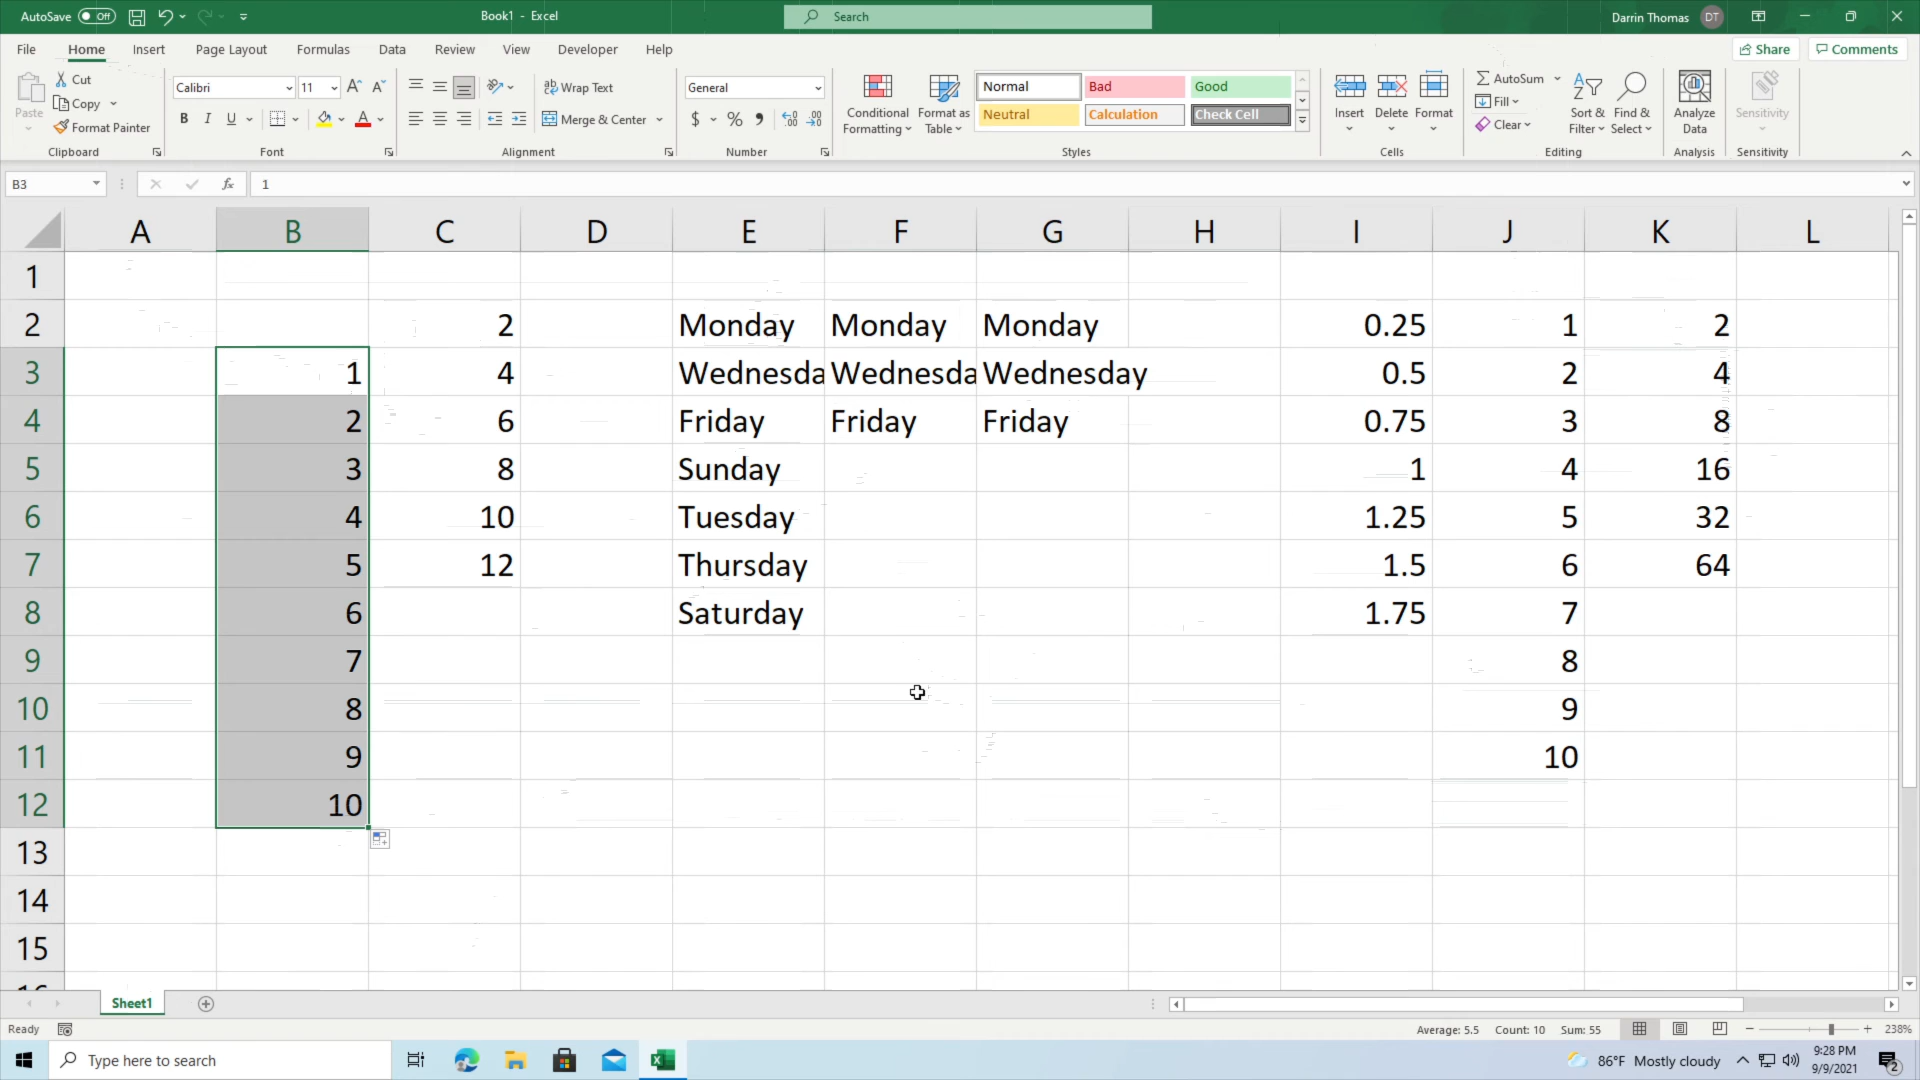 AutoSave Off
Book1 - Excel
Search
Darrin Thomas DT
File Home Insert Page Layout Formulas Data Review View Developer Help
Share Comments
Paste
Cut
Copy
Format Painter
Clipboard
Calibri 11
A A
B I U A
Font
ab Wrap Text
Merge & Center
Alignment
General
$ % 9
Number
Conditional Formatting
Format as Table
Normal Bad Good
Neutral Calculation Check Cell
Styles
Insert Delete Format
Cells
AutoSum
Fill
Clear
Sort & Filter
Find & Select
Editing
Analyze Data
Analysis
Sensitivity
Sensitivity
B3 fx 1
A B C D E F G H I J K L
1
2 2 Monday Monday Monday 0.25 1 2
3 1 4 Wednesda Wednesda Wednesday 0.5 2 4
4 2 6 Friday Friday Friday 0.75 3 8
5 3 8 Sunday 1 4 16
6 4 10 Tuesday 1.25 5 32
7 5 12 Thursday 1.5 6 64
8 6 Saturday 1.75 7
9 7 8
10 8 9
11 9 10
12 10
13
14
15
16
Sheet1
Ready Average: 5.5 Count: 10 Sum: 55 238%
Type here to search
86°F Mostly cloudy
9:28 PM
9/9/2021
2